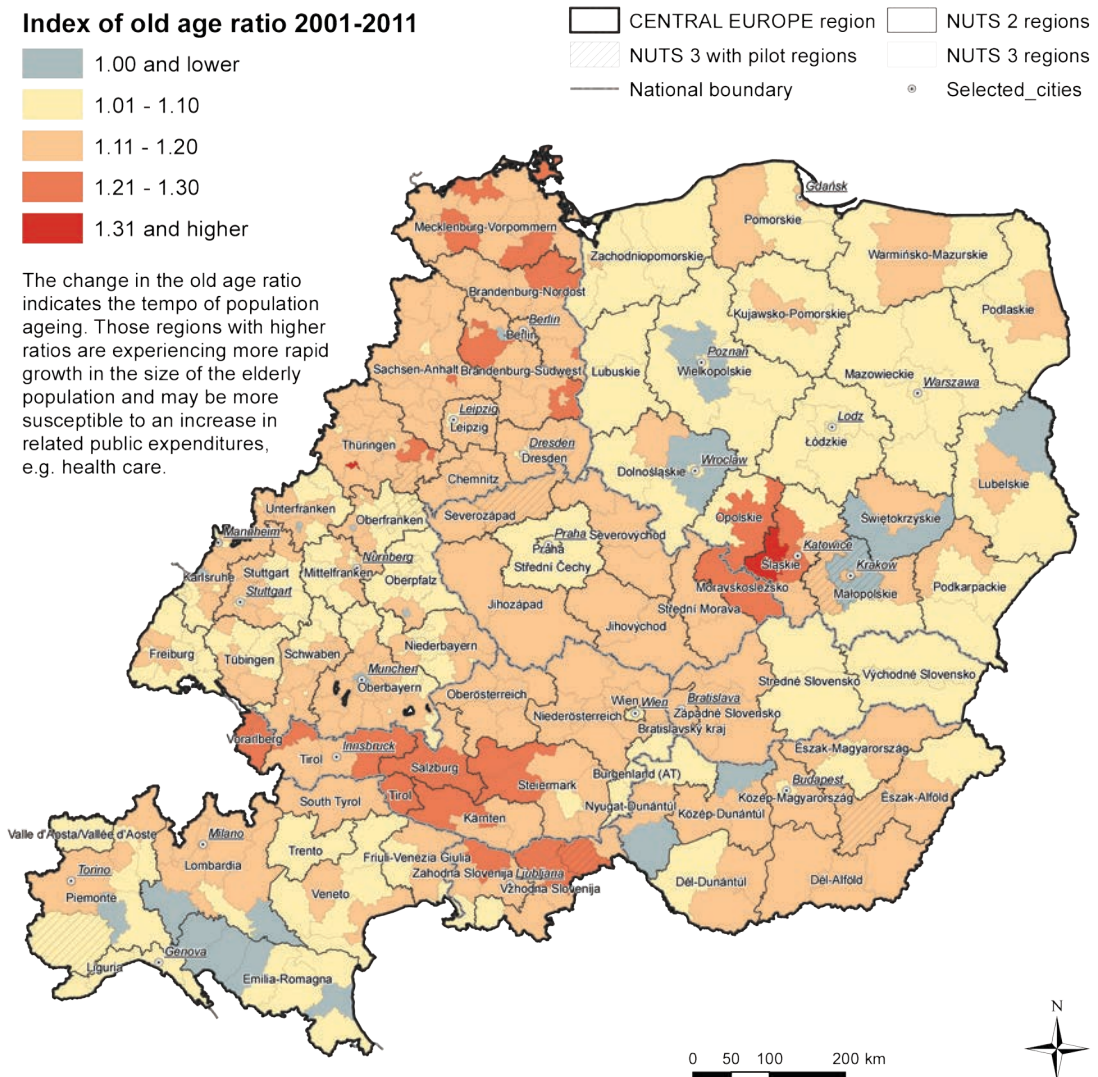 Index of old age ratio 2001-2011
1.00 and lower
1.01 - 1.10
1.11 - 1.20
1.21 - 1.30
1.31 and higher
CENTRAL EUROPE region
NUTS 2 regions
NUTS 3 with pilot regions
NUTS 3 regions
National boundary
Selected_cities
The change in the old age ratio
indicates the tempo of population
ageing. Those regions with higher
ratios are experiencing more rapid
growth in the size of the elderly
population and may be more
susceptible to an increase in
related public expenditures,
e.g. health care.
Gdańsk
Pomorskie
Mecklenburg-Vorpommern
Zachodniopomorskie
Warmińsko-Mazurskie
Brandenburg-Nordost
Kujawsko-Pomorskie
Podlaskie
Berlin
Berlin
Poznań
Sachsen-Anhalt
Brandenburg-Südwest
Lubuskie
Wielkopolskie
Mazowieckie
Warszawa
Leipzig
Leipzig
Lodz
Łódzkie
Thüringen
Dresden
Dresden
Dolnośląskie
Wrocław
Chemnitz
Lubelskie
Unterfranken
Oberfranken
Severozápad
Opolskie
Świętokrzyskie
Mannheim
Praha
Praha
Severovýchod
Katowice
Nürnberg
Střední Čechy
Śląskie
Kraków
Karlsruhe
Stuttgart
Mittelfranken
Oberpfalz
Moravskoslezsko
Małopolskie
Podkarpackie
Stuttgart
Jihozápad
Střední Morava
Jihovýchod
Freiburg
Tübingen
Schwaben
Niederbayern
Munchen
Oberbayern
Stredné Slovensko
Východné Slovensko
Oberösterreich
Wien
Wien
Bratislava
Niederösterreich
Západné Slovensko
Bratislavský kraj
Vorarlberg
Innsbruck
Tirol
Salzburg
Észak-Magyarország
Burgenland (AT)
Budapest
Steiermark
Közép-Magyarország
Észak-Alföld
South Tyrol
Tirol
Nyugat-Dunántúl
Közép-Dunántúl
Kärnten
Valle d'Aosta/Vallée d'Aoste
Milano
Trento
Friuli-Venezia Giulia
Lombardia
Zahodna Slovenija
Ljubljana
Torino
Vzhodna Slovenija
Dél-Dunántúl
Dél-Alföld
Piemonte
Veneto
Genova
Liguria
Emilia-Romagna
N
0 50 100 200 km